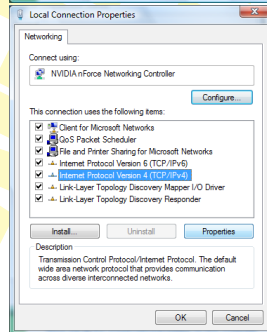 Local Connection Properties
Networking
Connect using:
NVIDIA nForce Networking Controller
Configure...
This connection uses the following items:
Client for Microsoft Networks
QoS Packet Scheduler
File and Printer Sharing for Microsoft Networks
Internet Protocol Version 6 (TCP/IPv6)
Internet Protocol Version 4 (TCP/IPv4)
Link-Layer Topology Discovery Mapper I/O Driver
Link-Layer Topology Discovery Responder
Install...
Uninstall
Properties
Description
Transmission Control Protocol/Internet Protocol. The default
wide area network protocol that provides communication
across diverse interconnected networks.
OK
Cancel